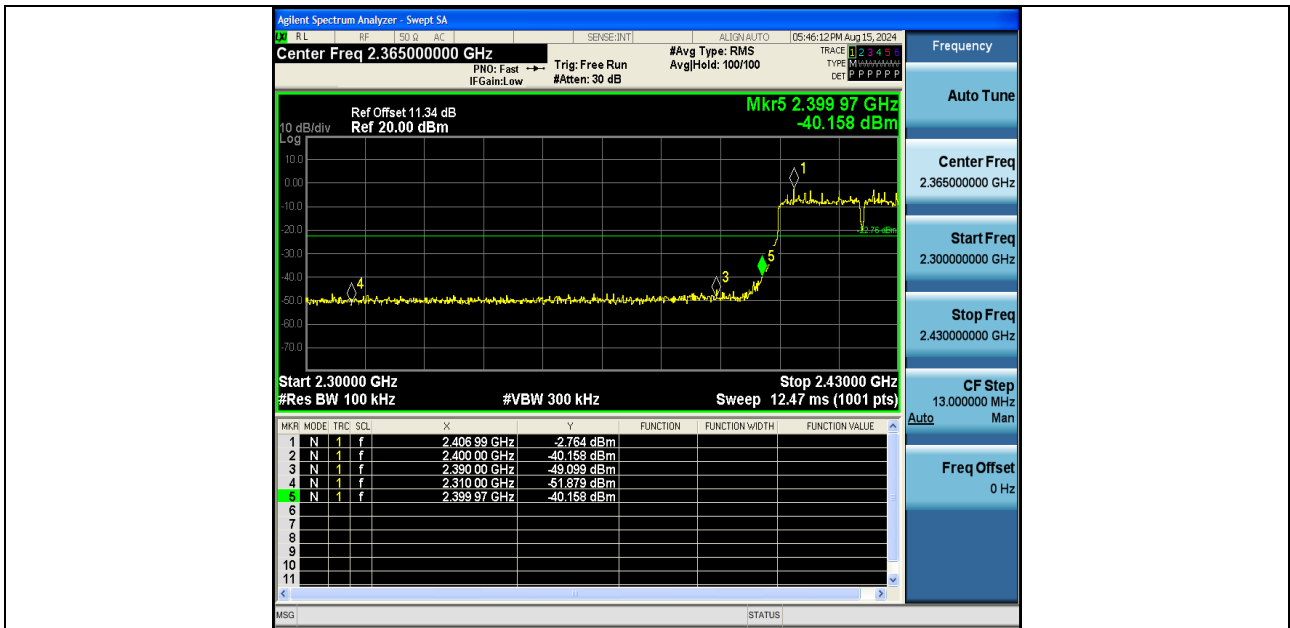 Agilent Spectrum Analyzer - Swept SA
LXI RL RF 50 Ω AC SENSE:INT ALIGN AUTO 05:46:12 PM Aug 15, 2024
Center Freq 2.365000000 GHz
PNO: Fast
IFGain:Low
Trig: Free Run
#Atten: 30 dB
#Avg Type: RMS
Avg|Hold: 100/100
TRACE 1 2 3 4 5 6
TYPE M
DET P P P P P P
Ref Offset 11.34 dB
10 dB/div Ref 20.00 dBm
Log
Mkr5 2.399 97 GHz
-40.158 dBm
10.0
0.00
-10.0
-20.0
-30.0
-40.0
-50.0
-60.0
-70.0
1
-22.76 dBm
5
3
4
Start 2.30000 GHz Stop 2.43000 GHz
#Res BW 100 kHz #VBW 300 kHz Sweep 12.47 ms (1001 pts)
MKR MODE TRC SCL X Y FUNCTION FUNCTION WIDTH FUNCTION VALUE
1 N 1 f 2.406 99 GHz -2.764 dBm
2 N 1 f 2.400 00 GHz -40.158 dBm
3 N 1 f 2.390 00 GHz -49.099 dBm
4 N 1 f 2.310 00 GHz -51.879 dBm
5 N 1 f 2.399 97 GHz -40.158 dBm
6
7
8
9
10
11
MSG STATUS
Frequency
Auto Tune
Center Freq
2.365000000 GHz
Start Freq
2.300000000 GHz
Stop Freq
2.430000000 GHz
CF Step
13.000000 MHz
Auto Man
Freq Offset
0 Hz